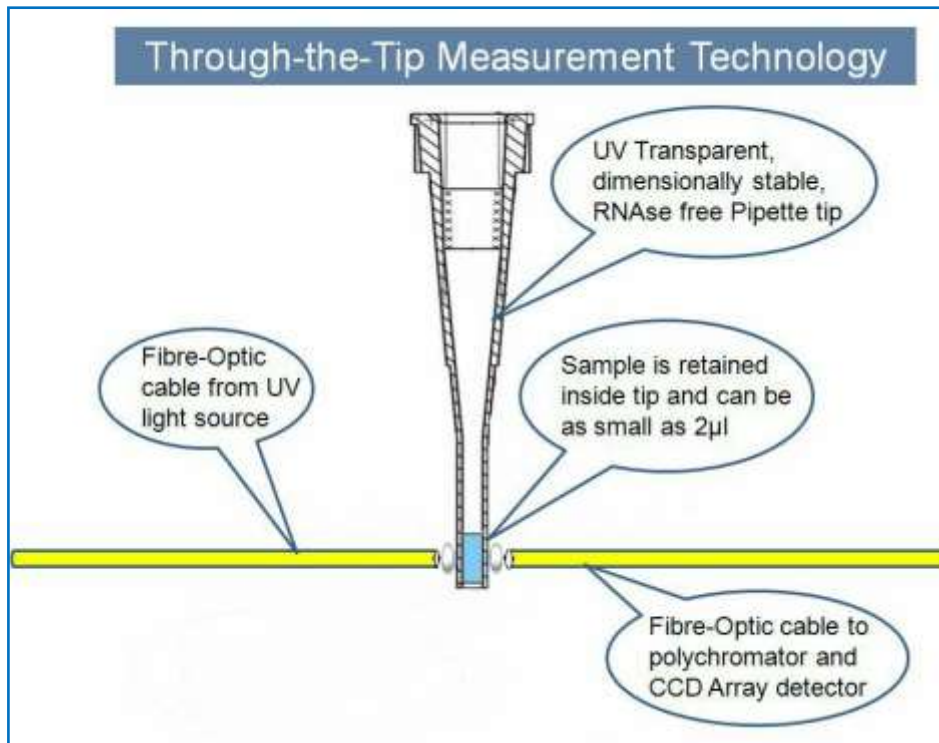 Through-the-Tip Measurement Technology
UV Transparent,
dimensionally stable,
RNAse free Pipette tip
Fibre-Optic
cable from UV
light source
Sample is retained
inside tip and can be
as small as 2µl
Fibre-Optic cable to
polychromator and
CCD Array detector